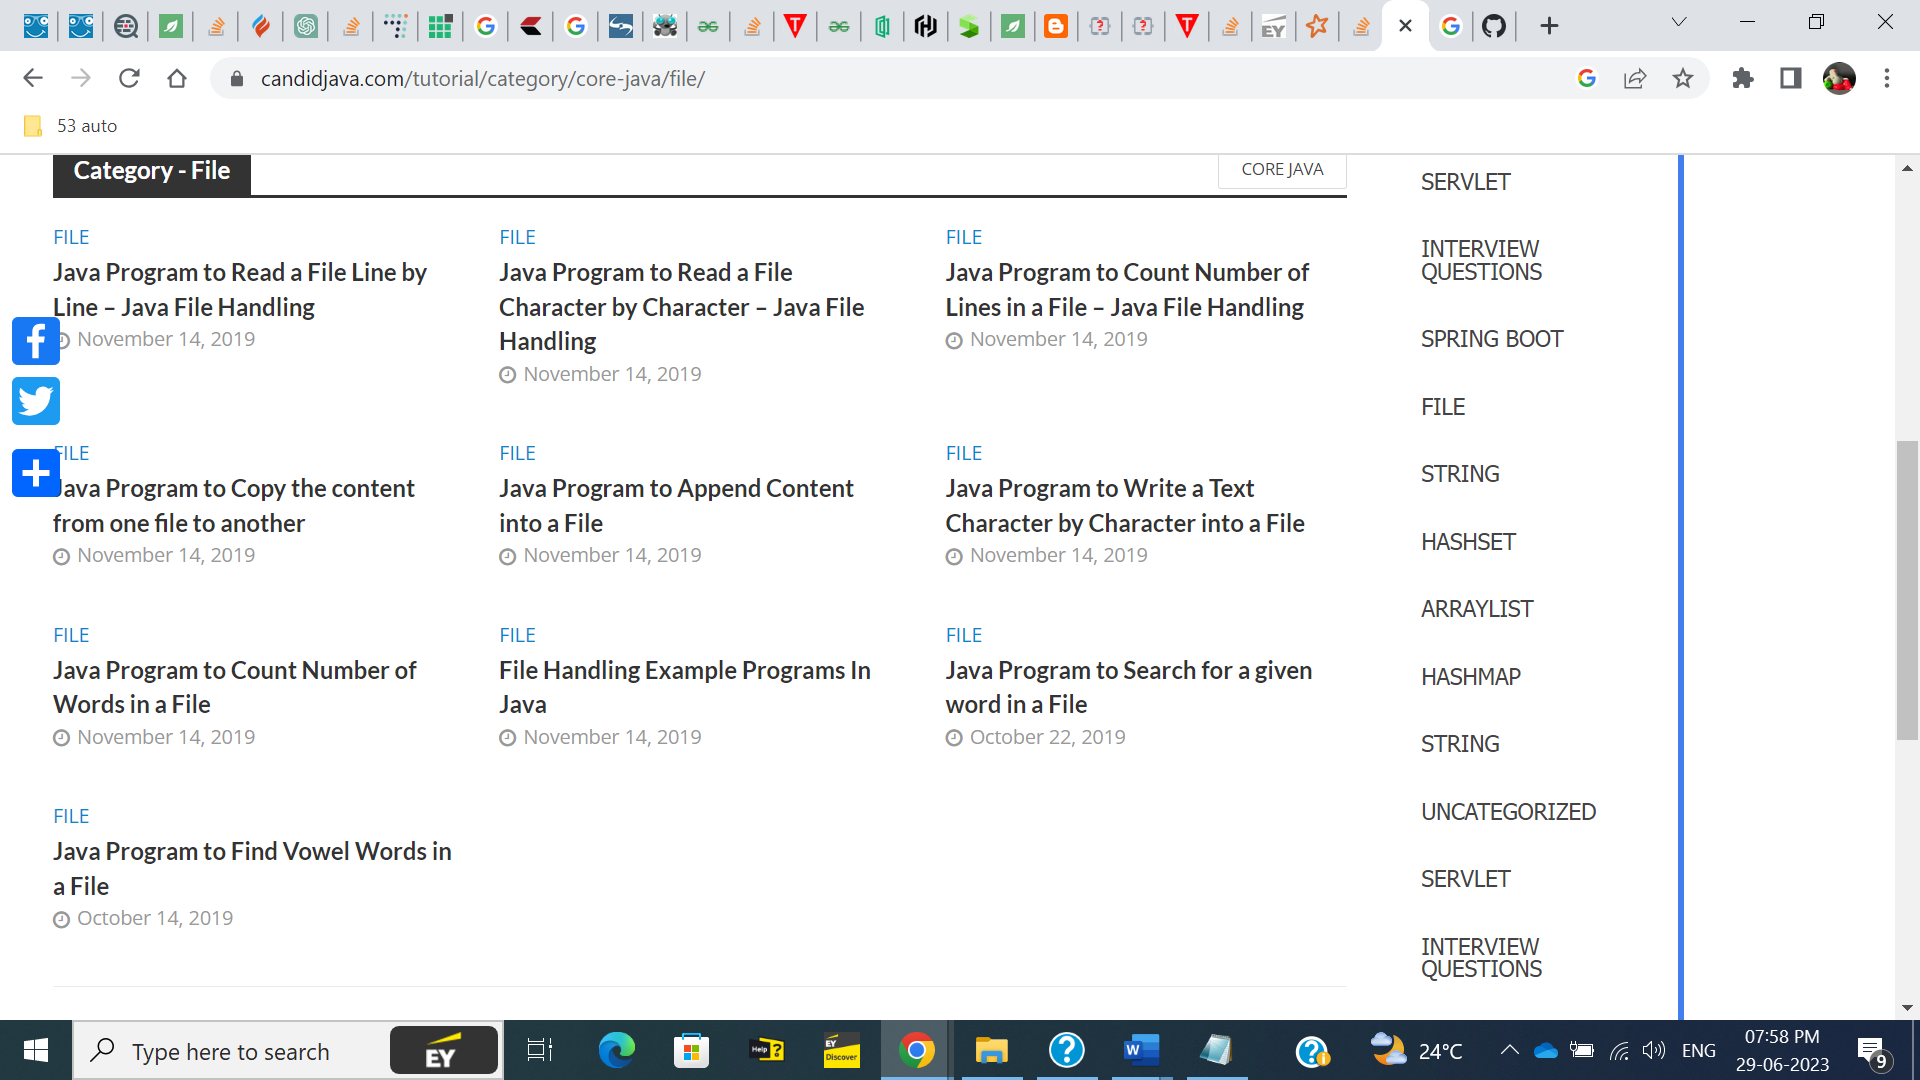 candidjava.com/tutorial/category/core-java/file/
53 auto
Category - File
CORE JAVA
FILE
Java Program to Read a File Line by
Line – Java File Handling
November 14, 2019
FILE
Java Program to Read a File
Character by Character – Java File
Handling
November 14, 2019
FILE
Java Program to Count Number of
Lines in a File – Java File Handling
November 14, 2019
FILE
Java Program to Copy the content
from one file to another
November 14, 2019
FILE
Java Program to Append Content
into a File
November 14, 2019
FILE
Java Program to Write a Text
Character by Character into a File
November 14, 2019
FILE
Java Program to Count Number of
Words in a File
November 14, 2019
FILE
File Handling Example Programs In
Java
November 14, 2019
FILE
Java Program to Search for a given
word in a File
October 22, 2019
FILE
Java Program to Find Vowel Words in
a File
October 14, 2019
SERVLET
INTERVIEW
QUESTIONS
SPRING BOOT
FILE
STRING
HASHSET
ARRAYLIST
HASHMAP
STRING
UNCATEGORIZED
SERVLET
INTERVIEW
QUESTIONS
Type here to search
EY
Help ?
EY
Discover
24°C
ENG
07:58 PM
29-06-2023
9